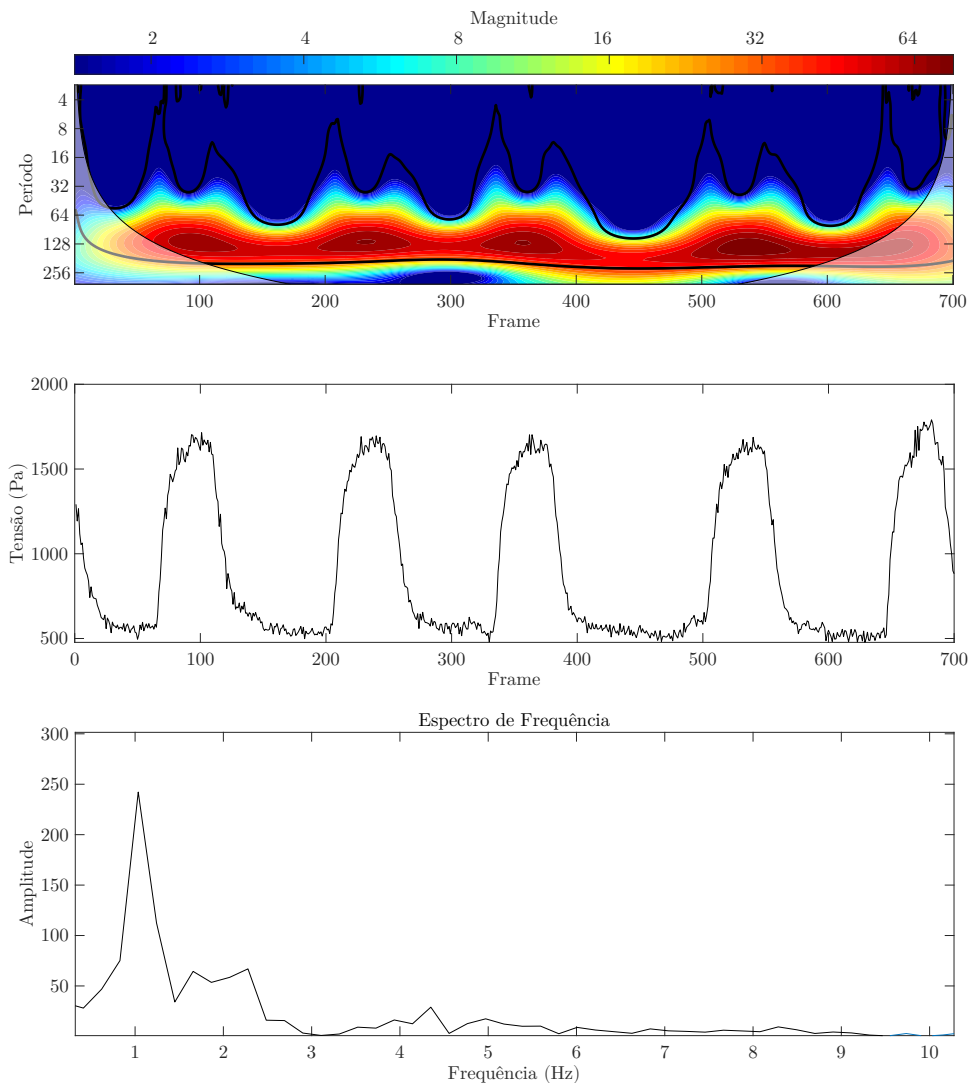 Magnitude
2 4 8 16 32 64
Período
4
8
16
32
64
128
256
100 200 300 400 500 600 700
Frame
Tensão (Pa)
2000
1500
1000
500
0 100 200 300 400 500 600 700
Frame
Espectro de Frequência
Amplitude
300
250
200
150
100
50
1 2 3 4 5 6 7 8 9 10
Frequência (Hz)